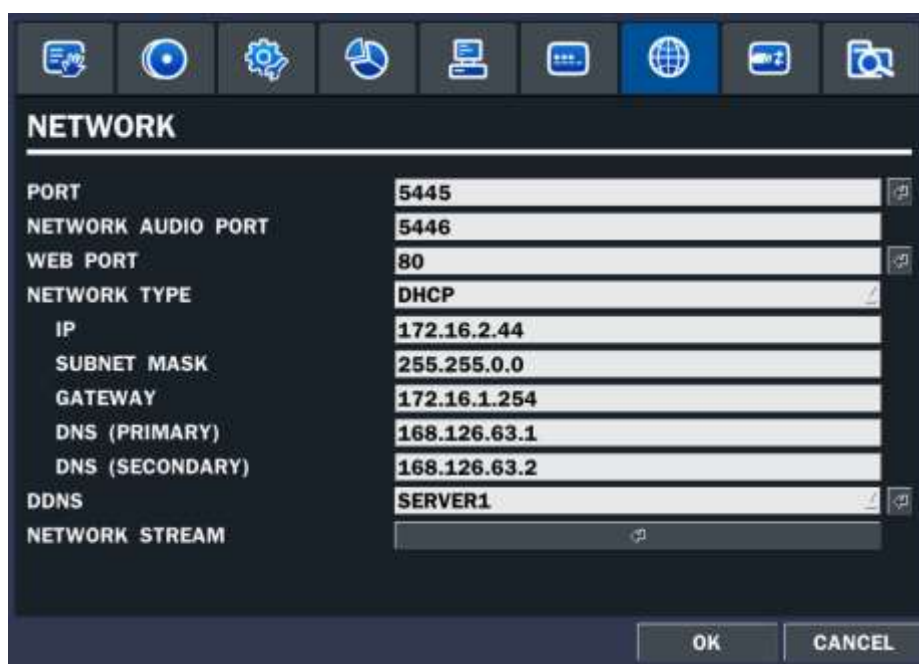 NETWORK
PORT 5445
NETWORK AUDIO PORT 5446
WEB PORT 80
NETWORK TYPE DHCP
IP 172.16.2.44
SUBNET MASK 255.255.0.0
GATEWAY 172.16.1.254
DNS (PRIMARY) 168.126.63.1
DNS (SECONDARY) 168.126.63.2
DDNS SERVER1
NETWORK STREAM
OK CANCEL